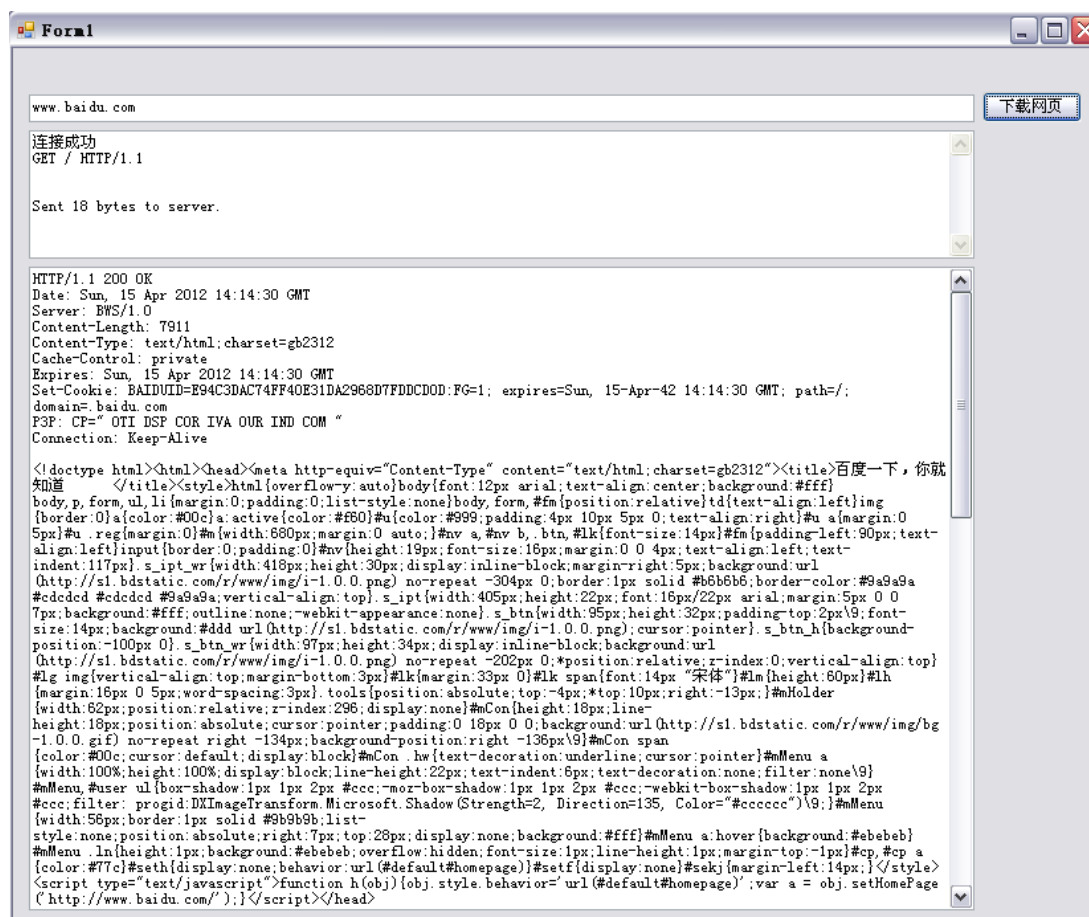 Form1
www.baidu.com
下载网页
连接成功
GET / HTTP/1.1
Sent 18 bytes to server.
HTTP/1.1 200 OK
Date: Sun, 15 Apr 2012 14:14:30 GMT
Server: BWS/1.0
Content-Length: 7911
Content-Type: text/html;charset=gb2312
Cache-Control: private
Expires: Sun, 15 Apr 2012 14:14:30 GMT
Set-Cookie: BAIDUID=E94C3DAC74FF40E31DA2968D7FDDCD0D:FG=1; expires=Sun, 15-Apr-42 14:14:30 GMT; path=/;
domain=.baidu.com
P3P: CP=" OTI DSP COR IVA OUR IND COM "
Connection: Keep-Alive
<!doctype html><html><head><meta http-equiv="Content-Type" content="text/html;charset=gb2312"><title>百度一下，你就
知道      </title><style>html{overflow-y:auto}body{font:12px arial;text-align:center;background:#fff}
body,p,form,ul,li{margin:0;padding:0;list-style:none}body,form,#fm{position:relative}td{text-align:left}img
{border:0}a{color:#00c}a:active{color:#f60}#u{color:#999;padding:4px 10px 5px 0;text-align:right}#u a{margin:0
5px}#u .reg{margin:0}#m{width:680px;margin:0 auto;}#nv a,#nv b,.btn,#lk{font-size:14px}#fm{padding-left:90px;text-
align:left}input{border:0;padding:0}#nv{height:19px;font-size:16px;margin:0 0 4px;text-align:left;text-
indent:117px}.s_ipt_wr{width:418px;height:30px;display:inline-block;margin-right:5px;background:url
(http://s1.bdstatic.com/r/www/img/i-1.0.0.png) no-repeat -304px 0;border:1px solid #b6b6b6;border-color:#9a9a9a
#cdcdcd #cdcdcd #9a9a9a;vertical-align:top}.s_ipt{width:405px;height:22px;font:16px/22px arial;margin:5px 0 0
7px;background:#fff;outline:none;-webkit-appearance:none}.s_btn{width:95px;height:32px;padding-top:2px\9;font-
size:14px;background:#ddd url(http://s1.bdstatic.com/r/www/img/i-1.0.0.png);cursor:pointer}.s_btn_h{background-
position:-100px 0}.s_btn_wr{width:97px;height:34px;display:inline-block;background:url
(http://s1.bdstatic.com/r/www/img/i-1.0.0.png) no-repeat -202px 0;*position:relative;z-index:0;vertical-align:top}
#lg img{vertical-align:top;margin-bottom:3px}#lk{margin:33px 0}#lk span{font:14px "宋体"}#lm{height:60px}#lh
{margin:16px 0 5px;word-spacing:3px}.tools{position:absolute;top:-4px;*top:10px;right:-13px;}#mHolder
{width:62px;position:relative;z-index:296;display:none}#mCon{height:18px;line-
height:18px;position:absolute;cursor:pointer;padding:0 18px 0 0;background:url(http://s1.bdstatic.com/r/www/img/bg
-1.0.0.gif) no-repeat right -134px;background-position:right -136px\9}#mCon span
{color:#00c;cursor:default;display:block}#mCon .hw{text-decoration:underline;cursor:pointer}#mMenu a
{width:100%;height:100%;display:block;line-height:22px;text-indent:6px;text-decoration:none;filter:none\9}
#mMenu,#user ul{box-shadow:1px 1px 2px #ccc;-moz-box-shadow:1px 1px 2px #ccc;-webkit-box-shadow:1px 1px 2px
#ccc;filter: progid:DXImageTransform.Microsoft.Shadow(Strength=2, Direction=135, Color="#cccccc")\9;}#mMenu
{width:56px;border:1px solid #9b9b9b;list-
style:none;position:absolute;right:7px;top:28px;display:none;background:#fff}#mMenu a:hover{background:#ebebeb}
#mMenu .ln{height:1px;background:#ebebeb;overflow:hidden;font-size:1px;line-height:1px;margin-top:-1px}#cp,#cp a
{color:#77c}#seth{display:none;behavior:url(#default#homepage)}#setf{display:none}#sekj{margin-left:14px;}</style>
<script type="text/javascript">function h(obj){obj.style.behavior='url(#default#homepage)';var a = obj.setHomePage
('http://www.baidu.com/');}</script></head>